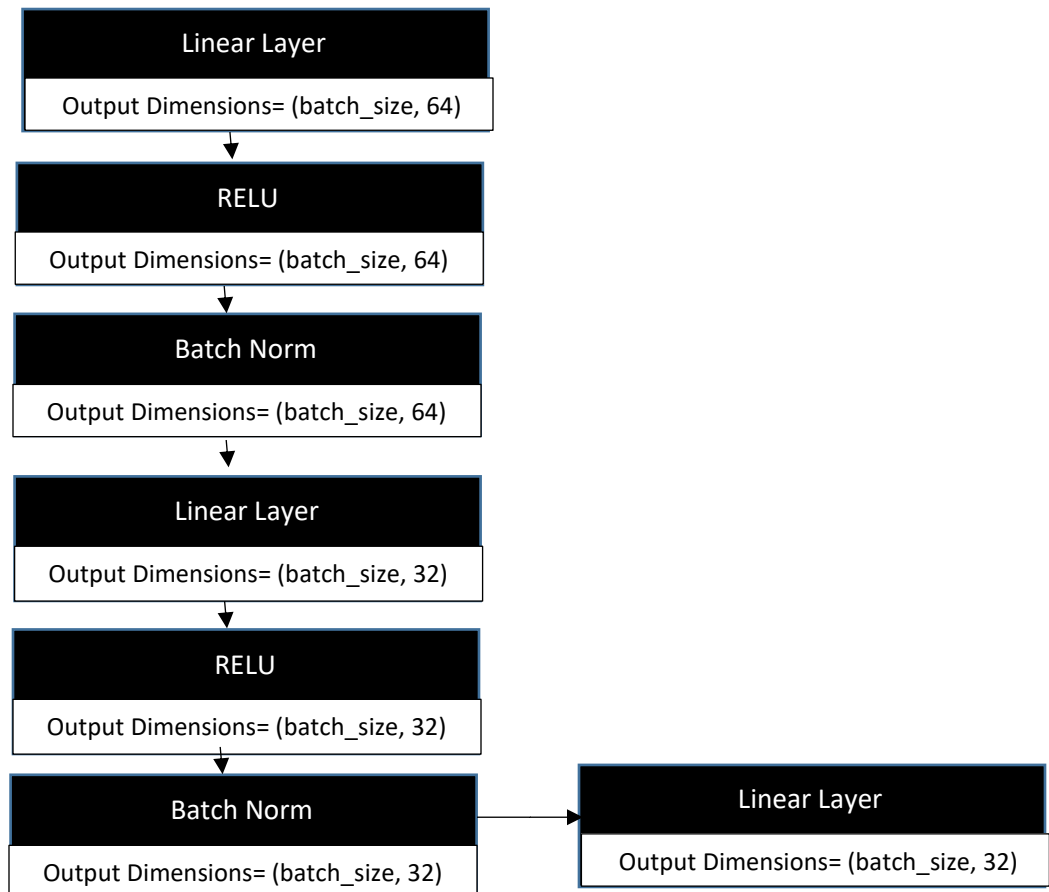 Linear Layer
Output Dimensions= (batch_size, 64)
RELU
Output Dimensions= (batch_size, 64)
Batch Norm
Output Dimensions= (batch_size, 64)
Linear Layer
Output Dimensions= (batch_size, 32)
RELU
Output Dimensions= (batch_size, 32)
Batch Norm
Output Dimensions= (batch_size, 32)
Linear Layer
Output Dimensions= (batch_size, 32)